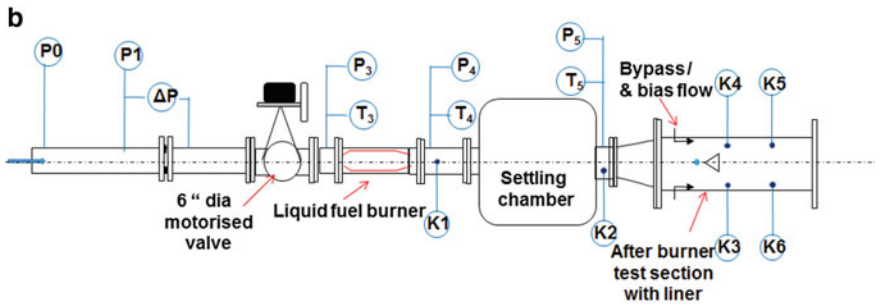 b
P0
P1
ΔP
P3
T3
P4
T4
P5
T5
Bypass/
& bias flow
K4
K5
6 " dia
motorised
valve
Liquid fuel burner
K1
Settling
chamber
K2
K3
K6
After burner
test section
with liner